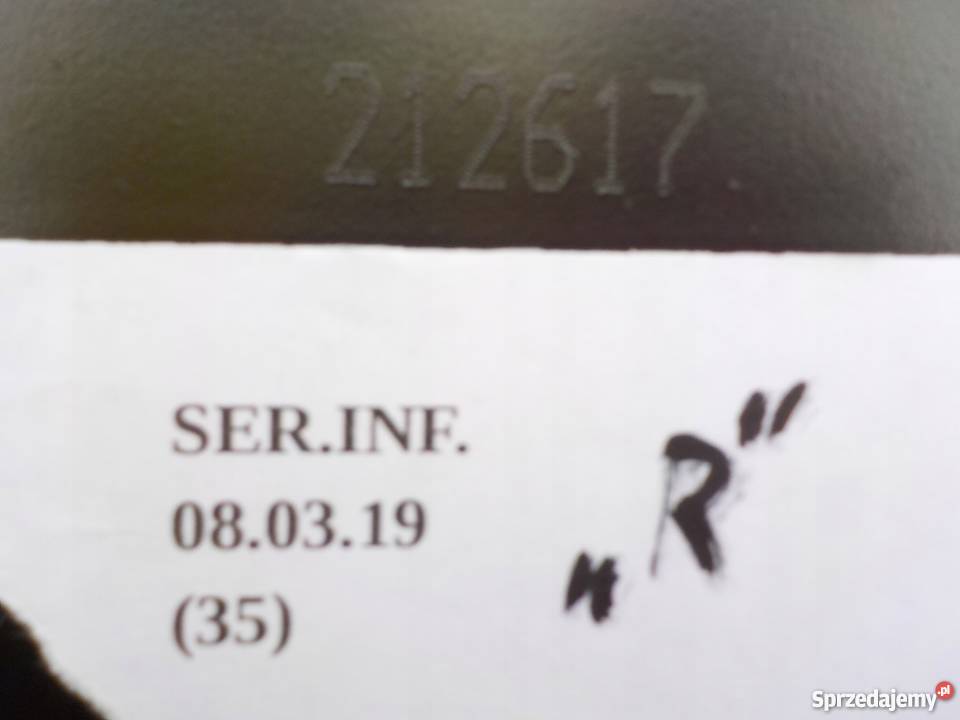 212617.
SER.INF.
08.03.19
(35)
„R”
Sprzedajemy.pl